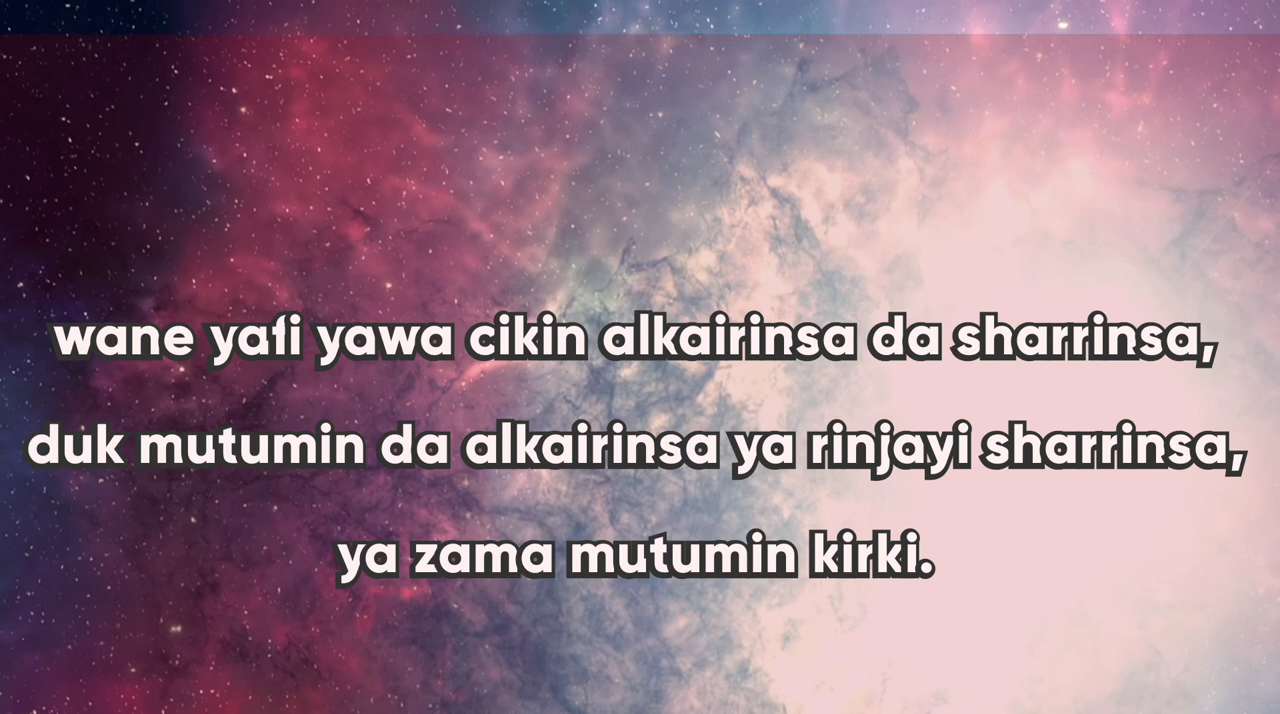 wane yafi yawa cikin alkairinsa da sharrinsa,
duk mutumin da alkairinsa ya rinjayi sharrinsa,
ya zama mutumin kirki.